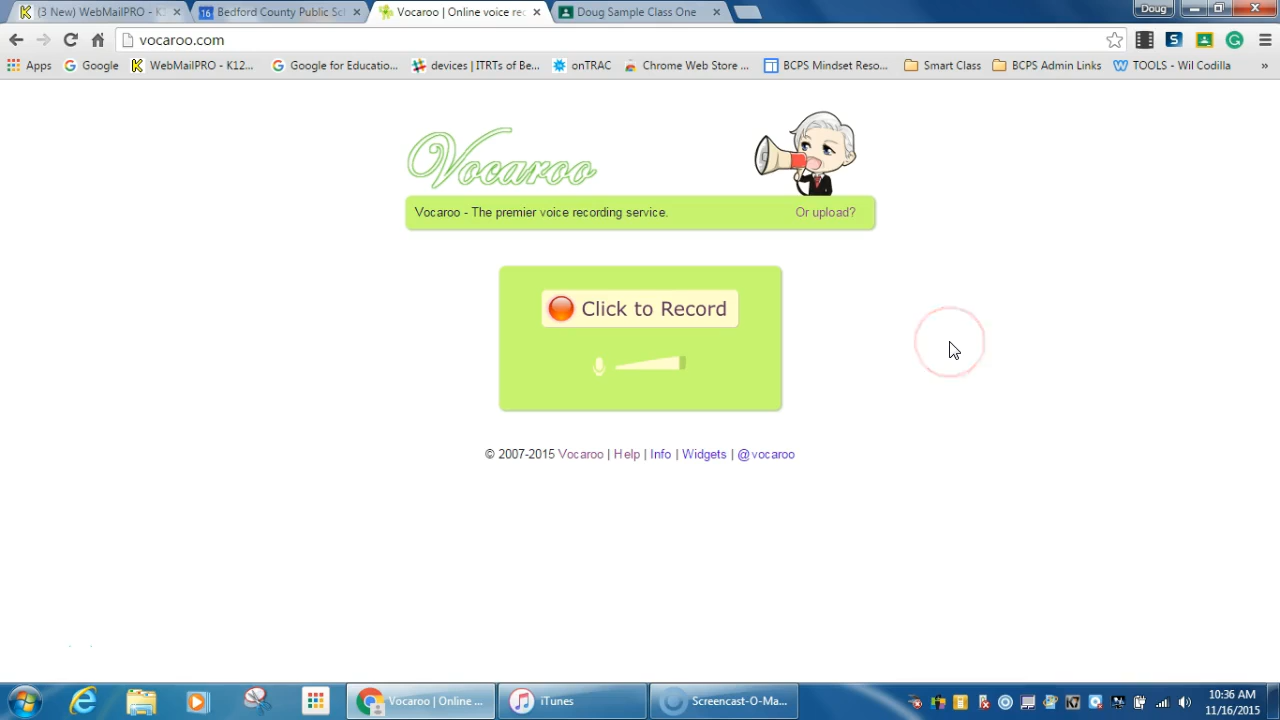 (3 New) WebMailPRO - K
Bedford County Public Sc
Vocaroo | Online voice rec
Doug Sample Class One
Doug
vocaroo.com
Apps
Google
WebMailPRO - K12...
Google for Educatio...
devices | ITRTs of Be...
onTRAC
Chrome Web Store ...
BCPS Mindset Reso...
Smart Class
BCPS Admin Links
TOOLS - Wil Codilla
»
Vocaroo
Vocaroo - The premier voice recording service.
Or upload?
Click to Record
© 2007-2015 Vocaroo | Help | Info | Widgets | @vocaroo
Vocaroo | Online ...
iTunes
Screencast-O-Ma...
10:36 AM
11/16/2015